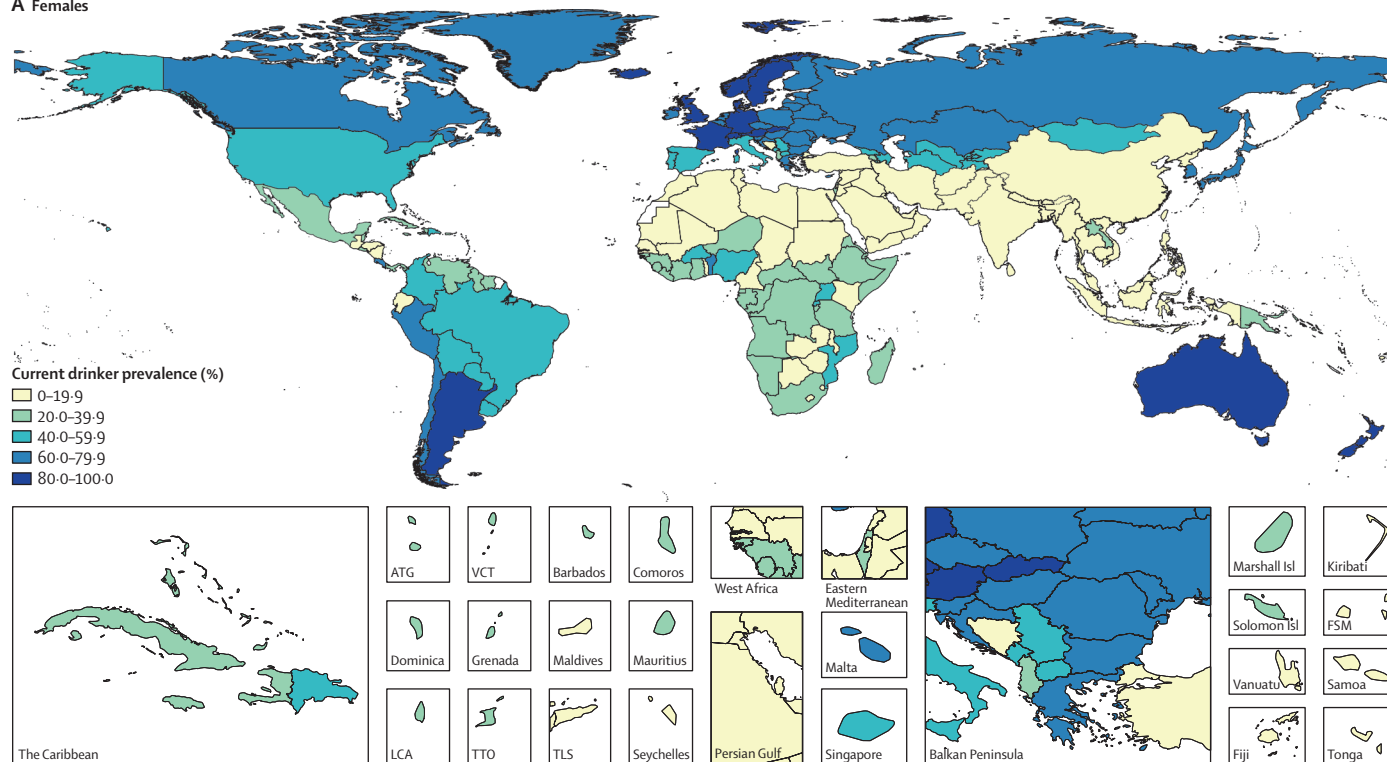 A Females
Current drinker prevalence (%)
0–19·9
20·0–39·9
40·0–59·9
60·0–79·9
80·0–100·0
The Caribbean
ATG
VCT
Barbados
Comoros
West Africa
Eastern
Mediterranean
Marshall Isl
Kiribati
Dominica
Grenada
Maldives
Mauritius
Malta
Solomon Isl
FSM
Vanuatu
Samoa
LCA
TTO
TLS
Seychelles
Persian Gulf
Singapore
Balkan Peninsula
Fiji
Tonga